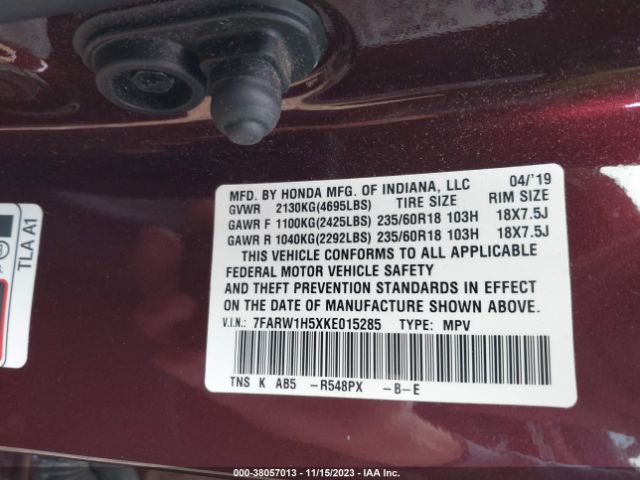 MFD. BY HONDA MFG. OF INDIANA, LLC 04/'19
GVWR 2130KG(4695LBS) TIRE SIZE RIM SIZE
GAWR F 1100KG(2425LBS) 235/60R18 103H 18X7.5J
GAWR R 1040KG(2292LBS) 235/60R18 103H 18X7.5J
THIS VEHICLE CONFORMS TO ALL APPLICABLE
FEDERAL MOTOR VEHICLE SAFETY
AND THEFT PREVENTION STANDARDS IN EFFECT
ON THE DATE OF MANUFACTURE SHOWN ABOVE.
V.I.N.: 7FARW1H5XKE015285 TYPE: MPV
TNS K AB5 -R548PX -B-E
TLA A1
000-38057013 - 11/15/2023 - IAA Inc.